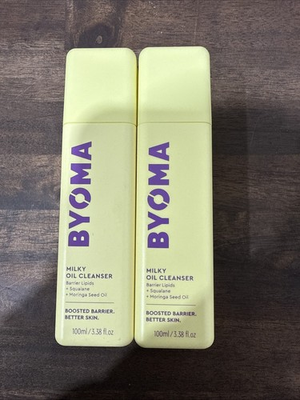 BYOMA
MILKY
OIL CLEANSER
Barrier Lipids
+ Squalane
+ Moringa Seed Oil
BOOSTED BARRIER.
BETTER SKIN.
100ml / 3.38 fl.oz
BYOMA
MILKY
OIL CLEANSER
Barrier Lipids
+ Squalane
+ Moringa Seed Oil
BOOSTED BARRIER.
BETTER SKIN.
100ml / 3.38 fl.oz